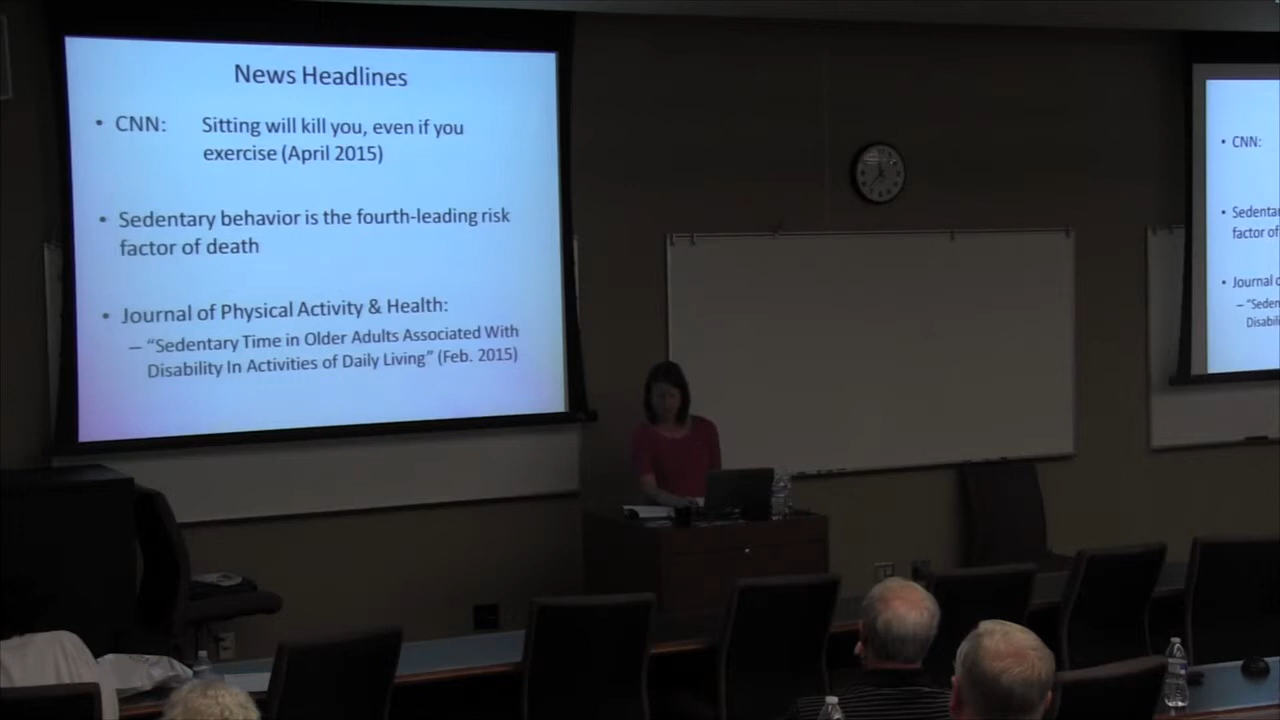 News Headlines
• CNN: Sitting will kill you, even if you
exercise (April 2015)
• Sedentary behavior is the fourth-leading risk
factor of death
• Journal of Physical Activity & Health:
– “Sedentary Time in Older Adults Associated With
Disability In Activities of Daily Living” (Feb. 2015)
• CNN:
• Sedenta
factor of
• Journal o
– “Seden
Disabili